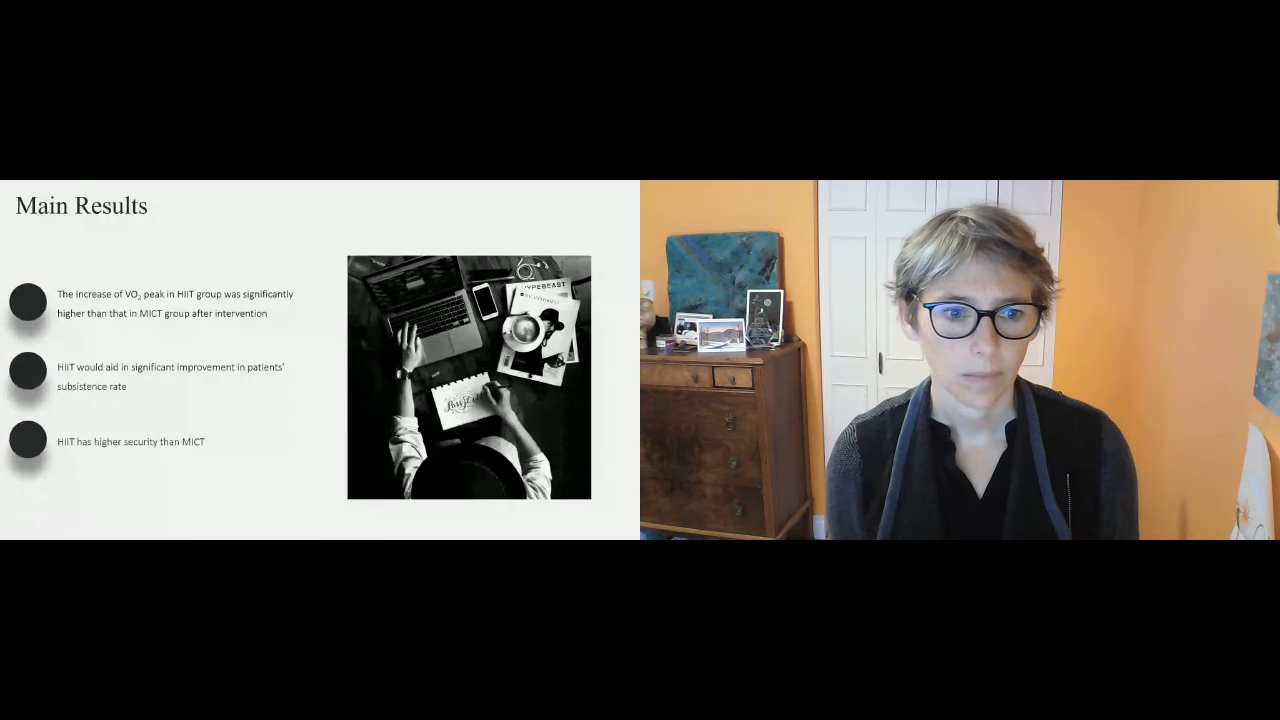 Main Results
The increase of VO₂ peak in HIIT group was significantly
higher than that in MICT group after intervention
HIIT would aid in significant improvement in patients'
subsistence rate
HIIT has higher security than MICT
HYPEBEAST